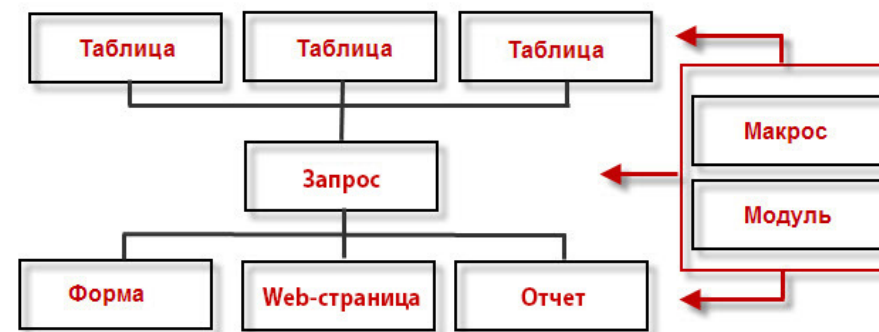 Таблица
Таблица
Таблица
Макрос
Запрос
Модуль
Форма
Web-страница
Отчет